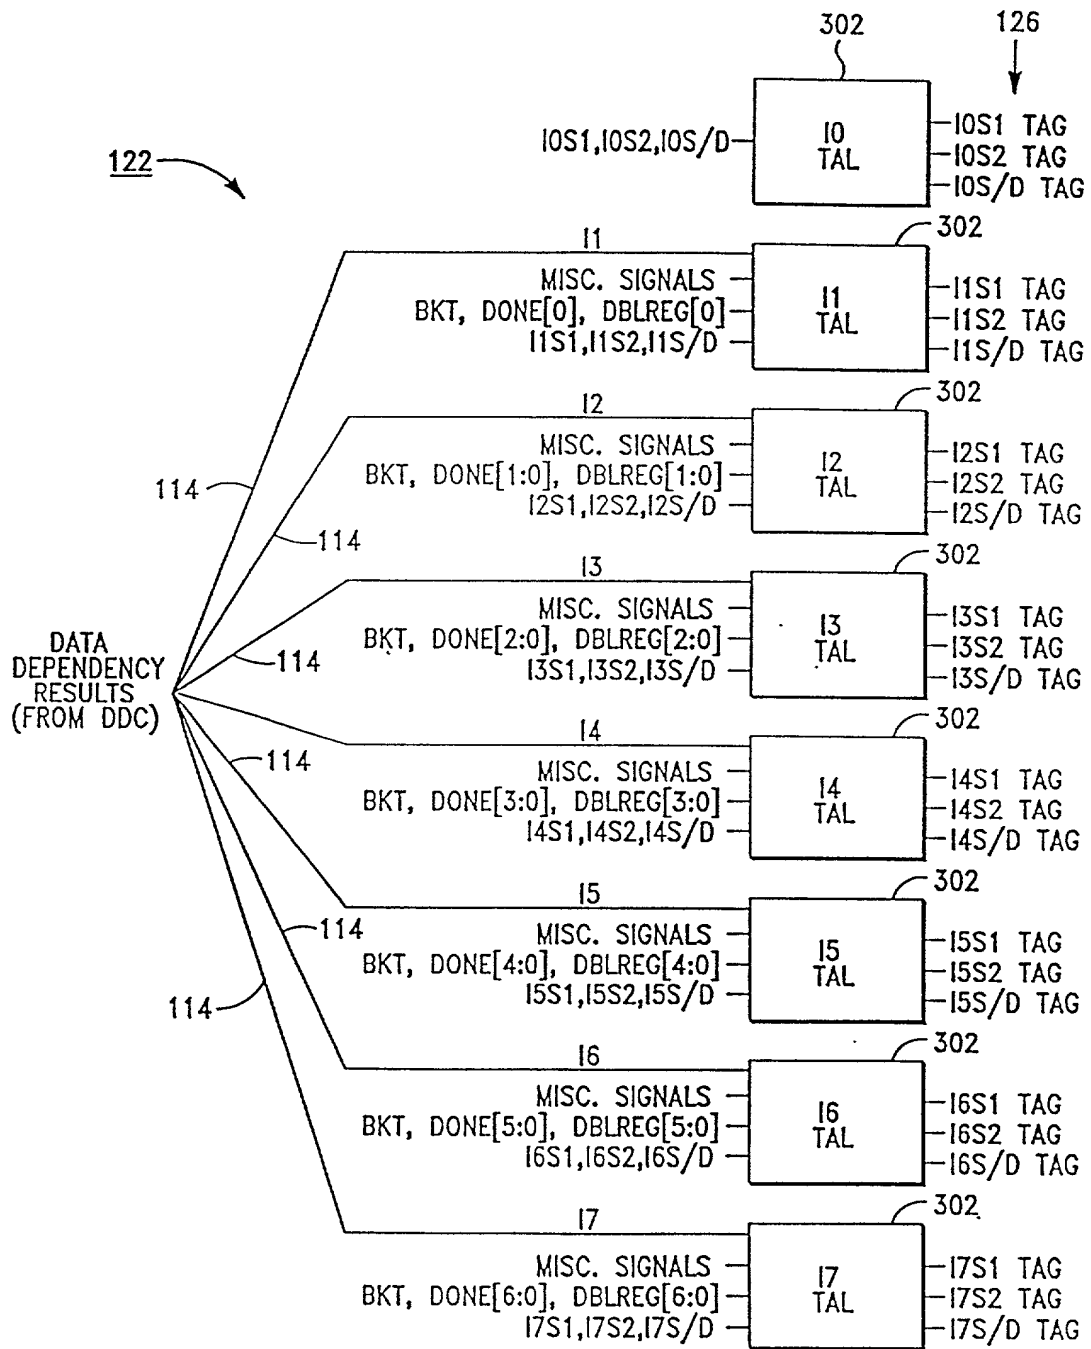 302
126
122
I0S1,I0S2,I0S/D
I0
TAL
I0S1 TAG
I0S2 TAG
I0S/D TAG
302
I1
MISC. SIGNALS
BKT, DONE[0], DBLREG[0]
I1S1,I1S2,I1S/D
I1
TAL
I1S1 TAG
I1S2 TAG
I1S/D TAG
302
I2
MISC. SIGNALS
BKT, DONE[1:0], DBLREG[1:0]
I2S1,I2S2,I2S/D
I2
TAL
I2S1 TAG
I2S2 TAG
I2S/D TAG
114
114
302
I3
MISC. SIGNALS
BKT, DONE[2:0], DBLREG[2:0]
I3S1,I3S2,I3S/D
I3
TAL
I3S1 TAG
I3S2 TAG
I3S/D TAG
114
DATA
DEPENDENCY
RESULTS
(FROM DDC)
302
I4
MISC. SIGNALS
BKT, DONE[3:0], DBLREG[3:0]
I4S1,I4S2,I4S/D
I4
TAL
I4S1 TAG
I4S2 TAG
I4S/D TAG
114
302
I5
MISC. SIGNALS
BKT, DONE[4:0], DBLREG[4:0]
I5S1,I5S2,I5S/D
I5
TAL
I5S1 TAG
I5S2 TAG
I5S/D TAG
114
114
302
I6
MISC. SIGNALS
BKT, DONE[5:0], DBLREG[5:0]
I6S1,I6S2,I6S/D
I6
TAL
I6S1 TAG
I6S2 TAG
I6S/D TAG
302
I7
MISC. SIGNALS
BKT, DONE[6:0], DBLREG[6:0]
I7S1,I7S2,I7S/D
I7
TAL
I7S1 TAG
I7S2 TAG
I7S/D TAG